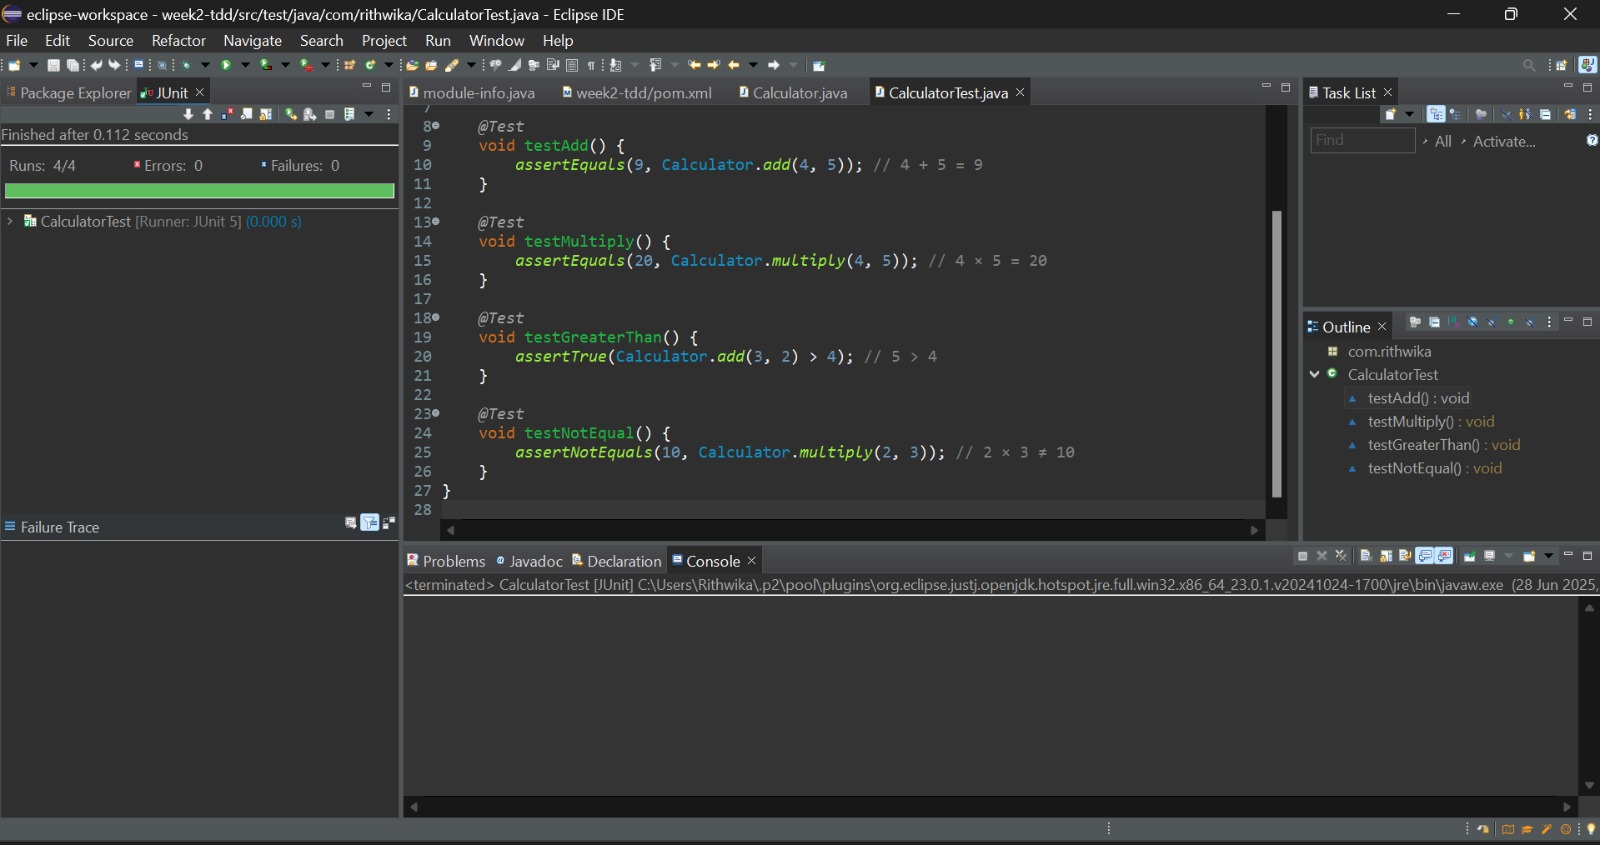 eclipse-workspace - week2-tdd/src/test/java/com/rithwika/CalculatorTest.java - Eclipse IDE
File Edit Source Refactor Navigate Search Project Run Window Help
Package Explorer JUnit
Finished after 0.112 seconds
Runs: 4/4 Errors: 0 Failures: 0
CalculatorTest [Runner: JUnit 5] (0.000 s)
Failure Trace
module-info.java week2-tdd/pom.xml Calculator.java CalculatorTest.java
7
8 @Test
9 void testAdd() {
10 assertEquals(9, Calculator.add(4, 5)); // 4 + 5 = 9
11 }
12
13 @Test
14 void testMultiply() {
15 assertEquals(20, Calculator.multiply(4, 5)); // 4 × 5 = 20
16 }
17
18 @Test
19 void testGreaterThan() {
20 assertTrue(Calculator.add(3, 2) > 4); // 5 > 4
21 }
22
23 @Test
24 void testNotEqual() {
25 assertNotEquals(10, Calculator.multiply(2, 3)); // 2 × 3 ≠ 10
26 }
27 }
28
Problems Javadoc Declaration Console
<terminated> CalculatorTest [JUnit] C:\Users\Rithwika\.p2\pool\plugins\org.eclipse.justj.openjdk.hotspot.jre.full.win32.x86_64_23.0.1.v20241024-1700\jre\bin\javaw.exe (28 Jun 2025,
Task List
Find All Activate...
Outline
com.rithwika
CalculatorTest
testAdd() : void
testMultiply() : void
testGreaterThan() : void
testNotEqual() : void